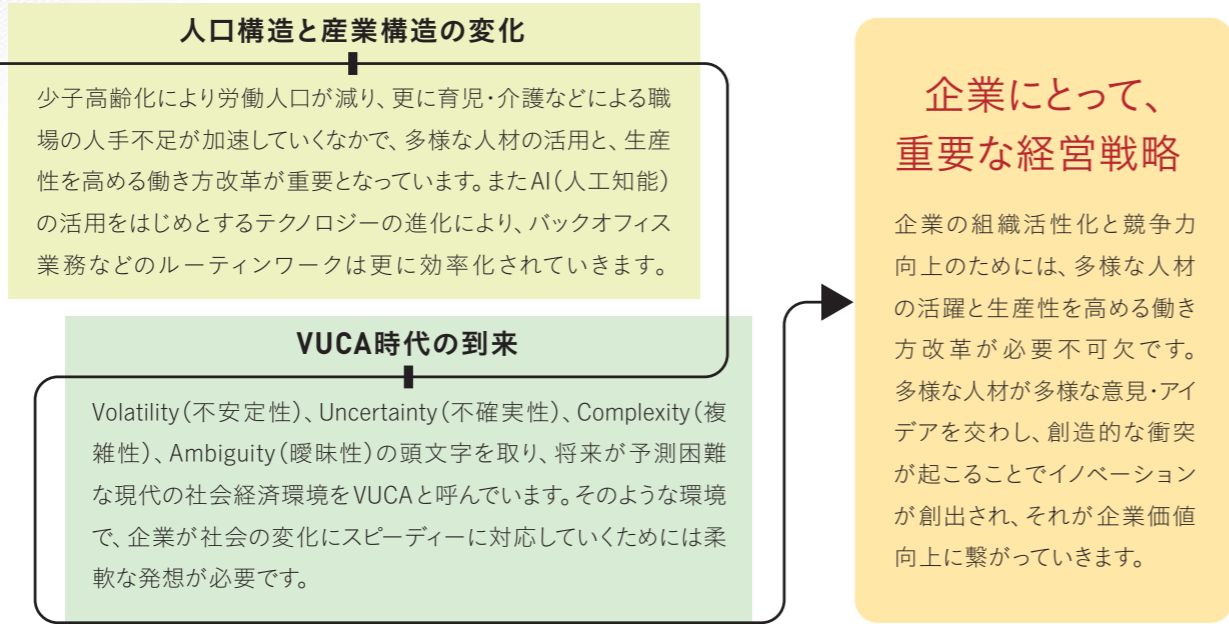 人口構造と産業構造の変化
少子高齢化により労働人口が減り、更に育児・介護などによる職
場の人手不足が加速していくなかで、多様な人材の活用と、生産
性を高める働き方改革が重要となっています。またAI(人工知能)
の活用をはじめとするテクノロジーの進化により、バックオフィス
業務などのルーティンワークは更に効率化されていきます。
VUCA時代の到来
Volatility(不安定性)、Uncertainty(不確実性)、Complexity(複
雑性)、Ambiguity(曖昧性)の頭文字を取り、将来が予測困難
な現代の社会経済環境をVUCAと呼んでいます。そのような環境
で、企業が社会の変化にスピーディーに対応していくためには柔
軟な発想が必要です。
企業にとって、
重要な経営戦略
企業の組織活性化と競争力
向上のためには、多様な人材
の活躍と生産性を高める働き
方改革が必要不可欠です。
多様な人材が多様な意見・アイ
デアを交わし、創造的な衝突
が起こることでイノベーション
が創出され、それが企業価値
向上に繋がっていきます。